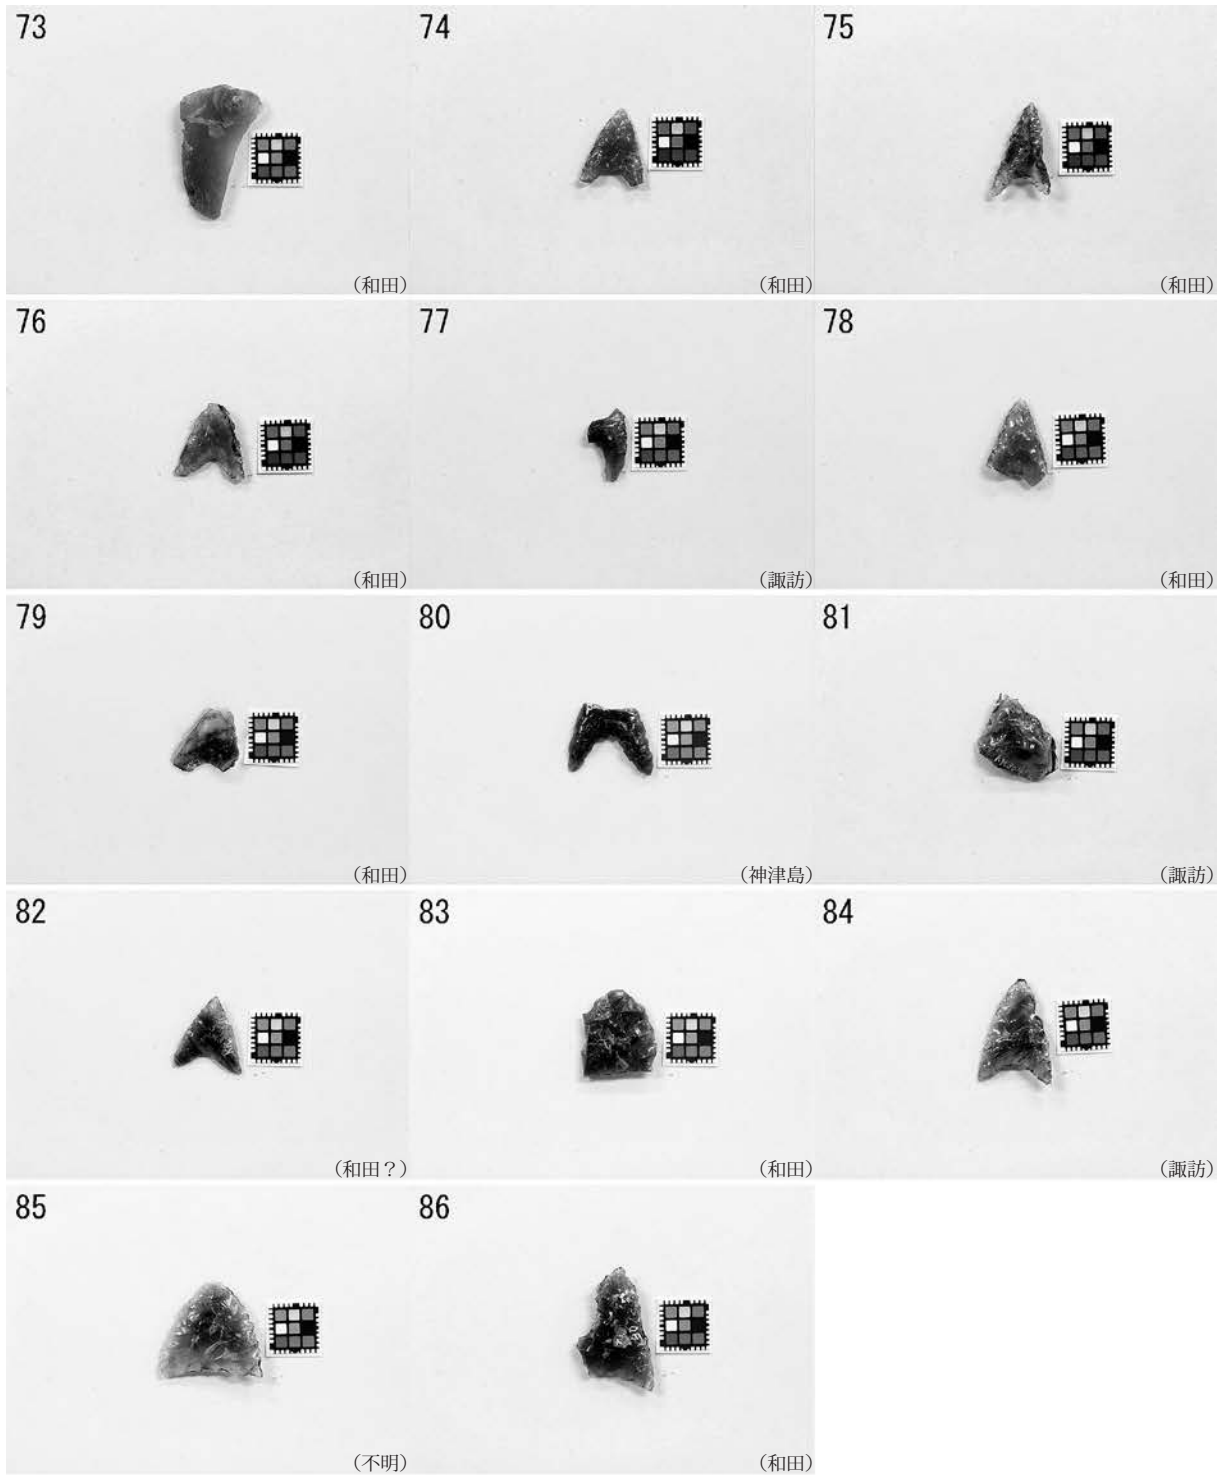 73
74
75
（和田）
（和田）
（和田）
76
77
78
（和田）
（諏訪）
（和田）
79
80
81
（和田）
（神津島）
（諏訪）
82
83
84
（和田？）
（和田）
（諏訪）
85
86
（不明）
（和田）